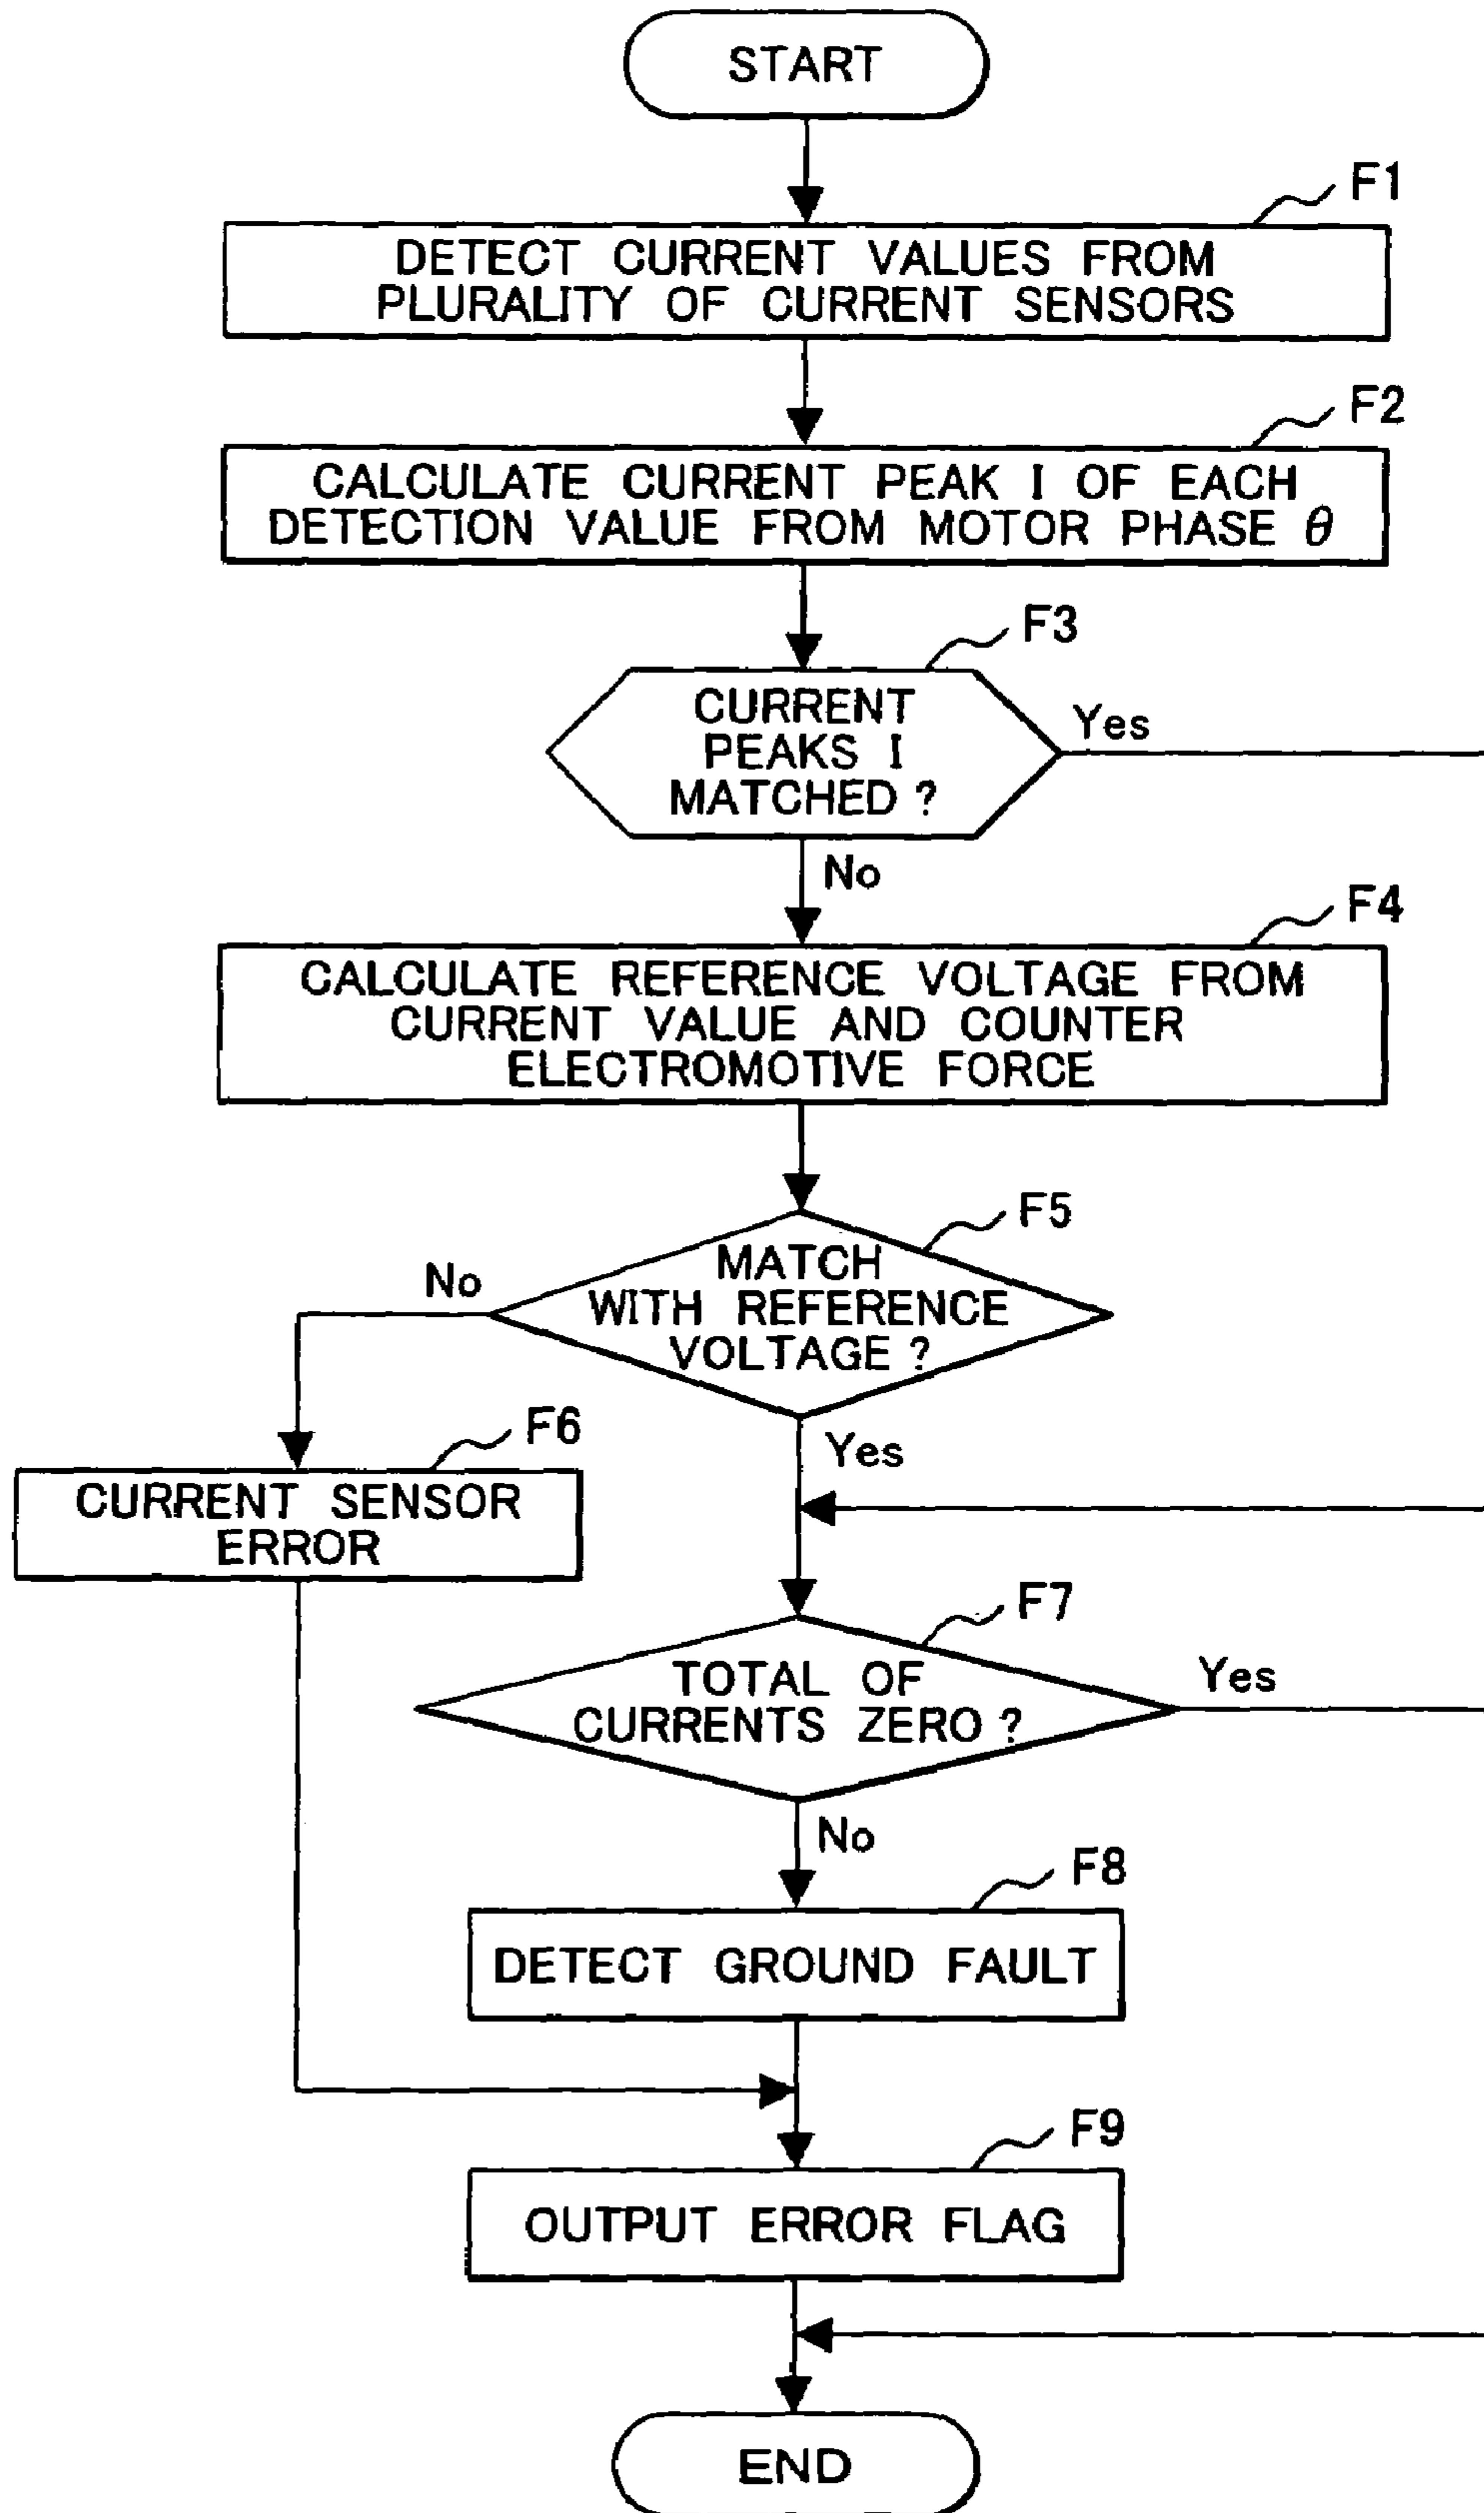 START
F1
DETECT CURRENT VALUES FROM
PLURALITY OF CURRENT SENSORS
F2
CALCULATE CURRENT PEAK I OF EACH
DETECTION VALUE FROM MOTOR PHASE θ
F3
CURRENT
PEAKS I
MATCHED ?
Yes
No
F4
CALCULATE REFERENCE VOLTAGE FROM
CURRENT VALUE AND COUNTER
ELECTROMOTIVE FORCE
F5
MATCH
WITH REFERENCE
VOLTAGE ?
No
Yes
F6
CURRENT SENSOR
ERROR
F7
TOTAL OF
CURRENTS ZERO ?
Yes
No
F8
DETECT GROUND FAULT
F9
OUTPUT ERROR FLAG
END